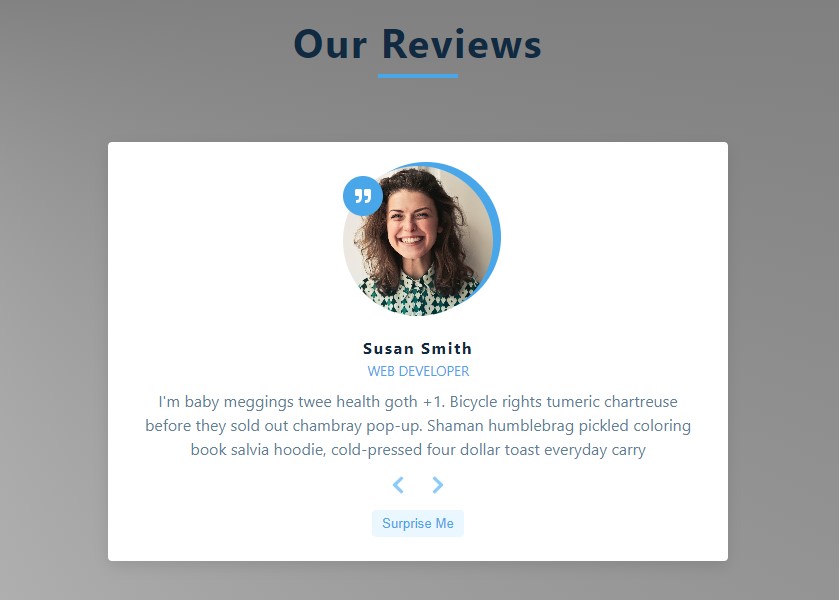 Our Reviews
Susan Smith
WEB DEVELOPER
I'm baby meggings twee health goth +1. Bicycle rights tumeric chartreuse
before they sold out chambray pop-up. Shaman humblebrag pickled coloring
book salvia hoodie, cold-pressed four dollar toast everyday carry
Surprise Me